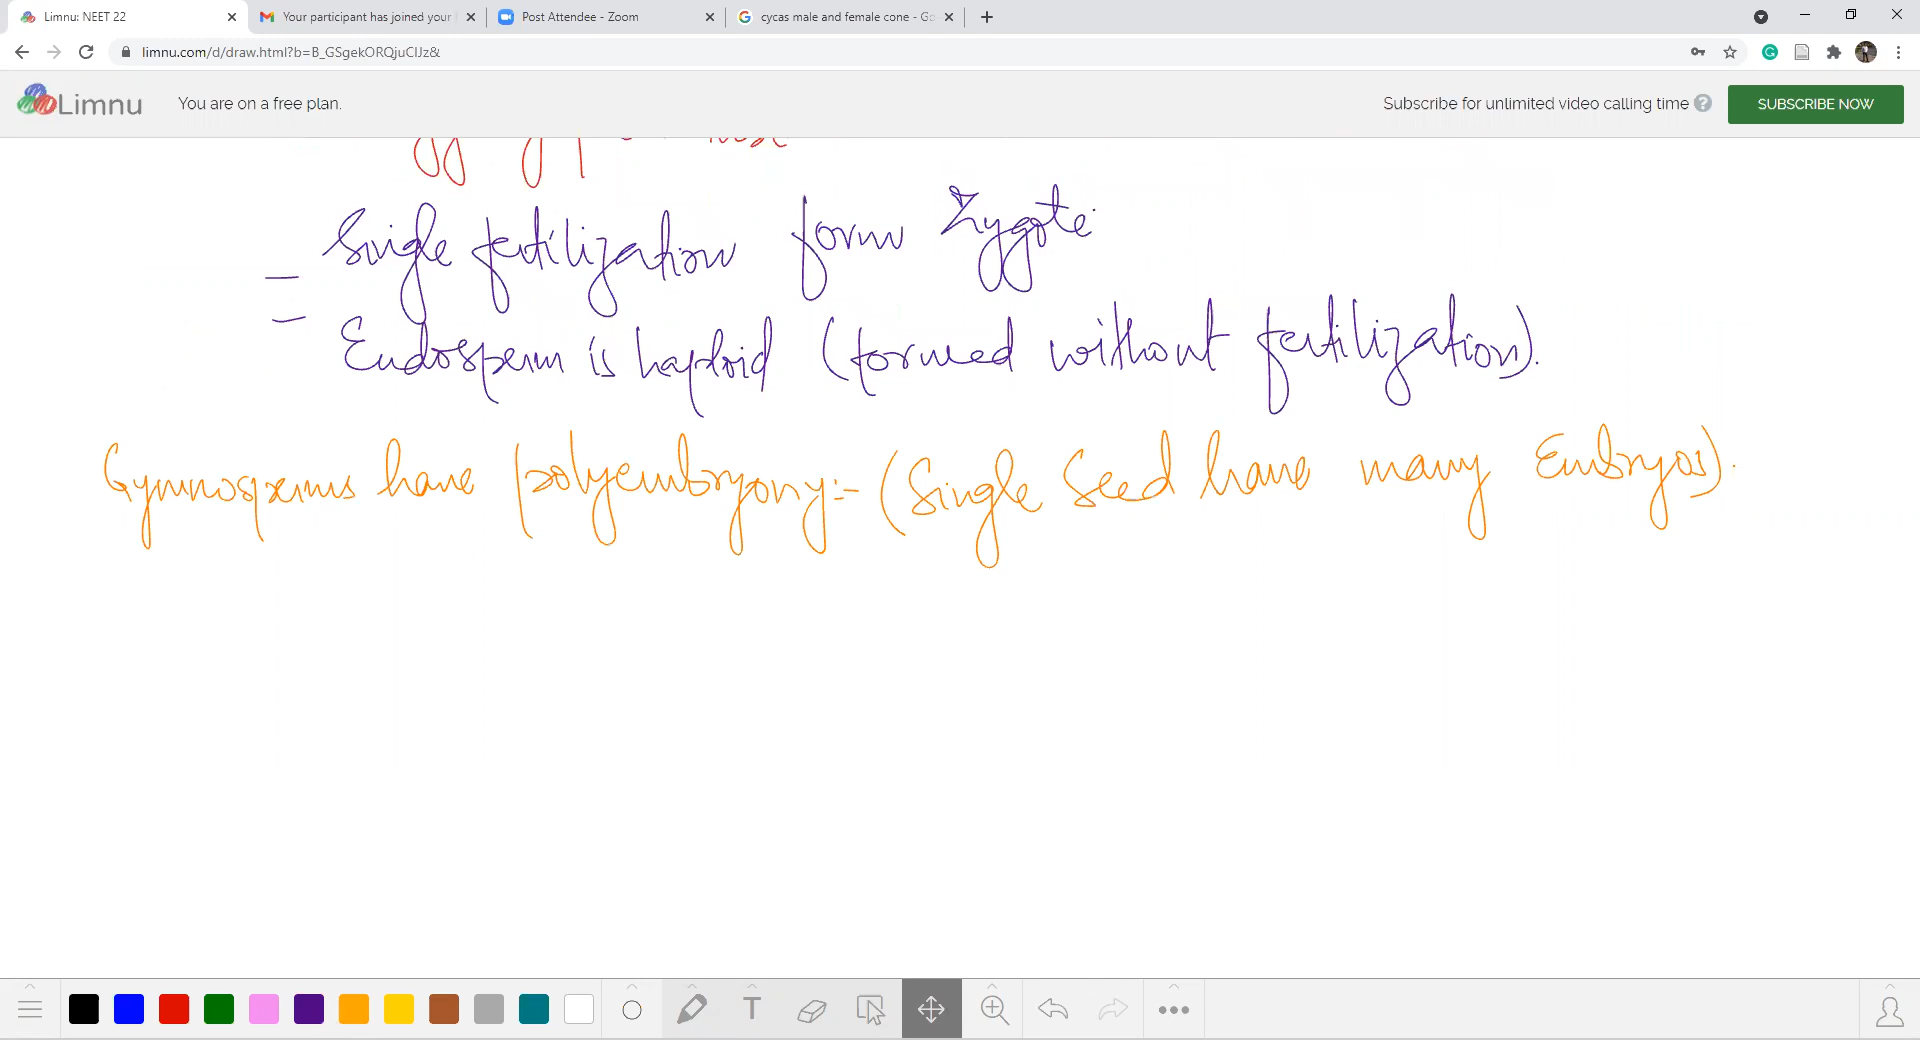 Limnu: NEET 22
Your participant has joined your
Post Attendee - Zoom
cycas male and female cone - Go
limnu.com/d/draw.html?b=B_GSgekORQjuClJz&
Limnu
You are on a free plan.
Subscribe for unlimited video calling time ?
SUBSCRIBE NOW
= Single fertilization form Zygote
Endosperm is haploid (formed without fertilization).
Gymnosperms have polyembryony:- (Single Seed have many Embryos).
T